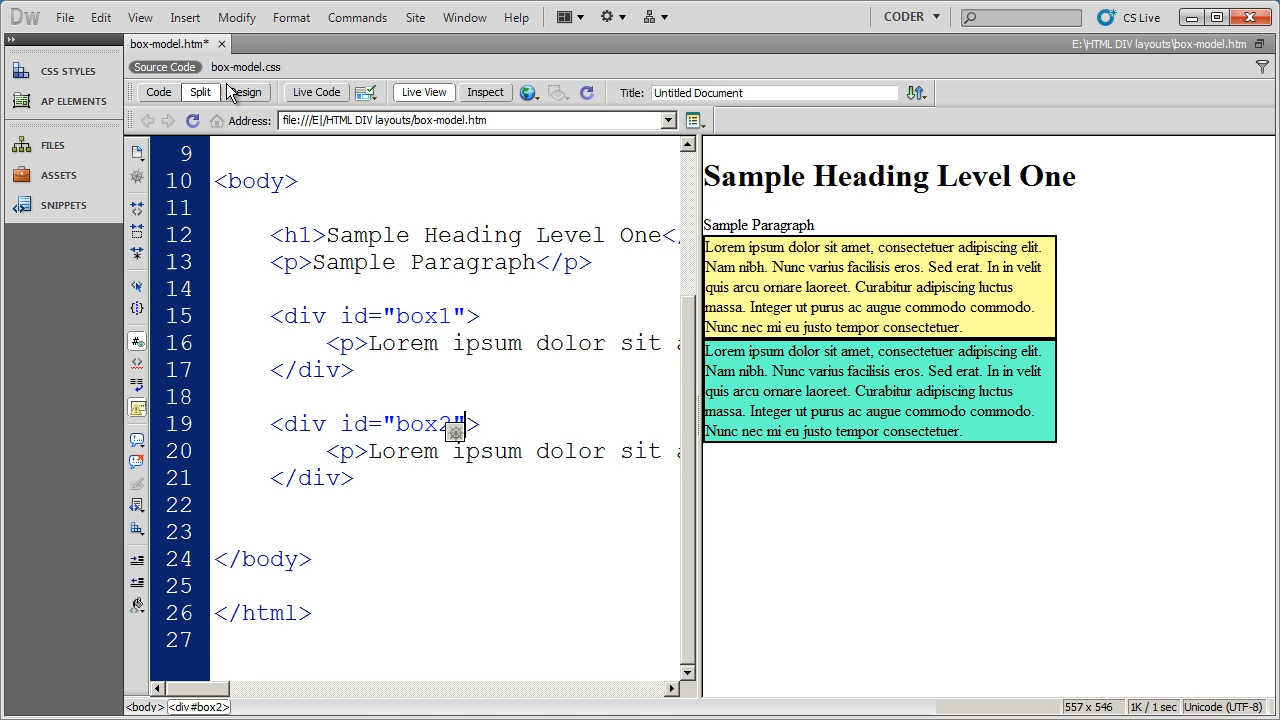 Dw File Edit View Insert Modify Format Commands Site Window Help CODER CS Live
box-model.htm* E:\HTML DIV layouts\box-model.htm
Source Code box-model.css
Code Split Design Live Code Live View Inspect Title: Untitled Document
Address: file:///E|/HTML DIV layouts/box-model.htm
CSS STYLES
AP ELEMENTS
FILES
ASSETS
SNIPPETS
9
10 <body>
11
12 <h1>Sample Heading Level One</
13 <p>Sample Paragraph</p>
14
15 <div id="box1">
16 <p>Lorem ipsum dolor sit a
17 </div>
18
19 <div id="box2">
20 <p>Lorem ipsum dolor sit a
21 </div>
22
23
24 </body>
25
26 </html>
27
Sample Heading Level One
Sample Paragraph
Lorem ipsum dolor sit amet, consectetuer adipiscing elit.
Nam nibh. Nunc varius facilisis eros. Sed erat. In in velit
quis arcu ornare laoreet. Curabitur adipiscing luctus
massa. Integer ut purus ac augue commodo commodo.
Nunc nec mi eu justo tempor consectetuer.
Lorem ipsum dolor sit amet, consectetuer adipiscing elit.
Nam nibh. Nunc varius facilisis eros. Sed erat. In in velit
quis arcu ornare laoreet. Curabitur adipiscing luctus
massa. Integer ut purus ac augue commodo commodo.
Nunc nec mi eu justo tempor consectetuer.
<body> <div#box2> 557 x 546 1K / 1 sec Unicode (UTF-8)